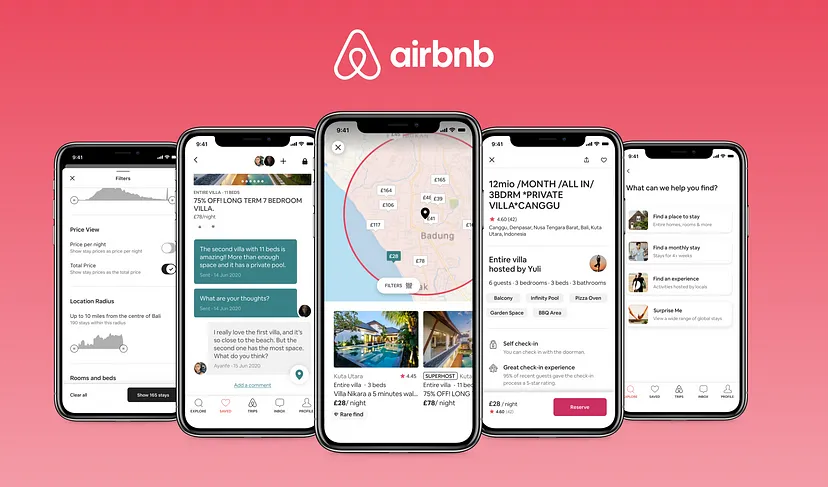 airbnb
9:41
Filters
Price View
Price per night
Show stay prices as price per night
Total Price
Show stay prices as the total price
Location Radius
Up to 10 miles from the centre of Bali
190 stays within this radius
Rooms and beds
Clear all
Show 165 stays
9:41
ENTIRE VILLA · 11 BEDS
75% OFF! LONG TERM 7 BEDROOM
VILLA.
£78/night
The second villa with 11 beds is
amazing! More than enough
space and it has a private pool.
Sent · 14 Jun 2020
What are your thoughts?
Sent · 14 Jun 2020
I really love the first villa, and it's
so close to the beach. But the
second one has the most space.
What do you think?
Ayanfe · 15 Jun 2020
Add a comment
EXPLORE
SAVED
TRIPS
INBOX
PROFILE
9:41
£165
£164
£39
£106
£41
£117
Badung
£28
£78
FILTERS
Kuta Utara
4.45
Entire villa · 3 beds
Villa Nikara a 5 minutes wal...
£28/ night
Rare find
SUPERHOST
Kuta
Entire villa · 11 bec
75% OFF! LONG
£78/ night
9:41
12mio /MONTH /ALL IN/
3BDRM *PRIVATE
VILLA*CANGGU
4.60 (42)
Canggu, Denpasar, Nusa Tengara Barat, Bali, Kuta
Utara, Indonesia
Entire villa
hosted by Yuli
6 guests · 3 bedrooms · 3 beds · 3 bathrooms
Balcony
Infinity Pool
Pizza Oven
Garden Space
BBQ Area
Self check-in
You can check in with the doorman.
Great check-in experience
95% of recent guests gave the check-in
process a 5-star rating.
£28 / night
4.60 (42)
Reserve
9:41
What can we help you find?
Find a place to stay
Entire homes, rooms & more
Find a monthly stay
Stays for 4+ weeks
Find an experience
Activities hosted by locals
Surprise Me
View a wide range of global stays
SAVED
TRIPS
INBOX
PROFILE